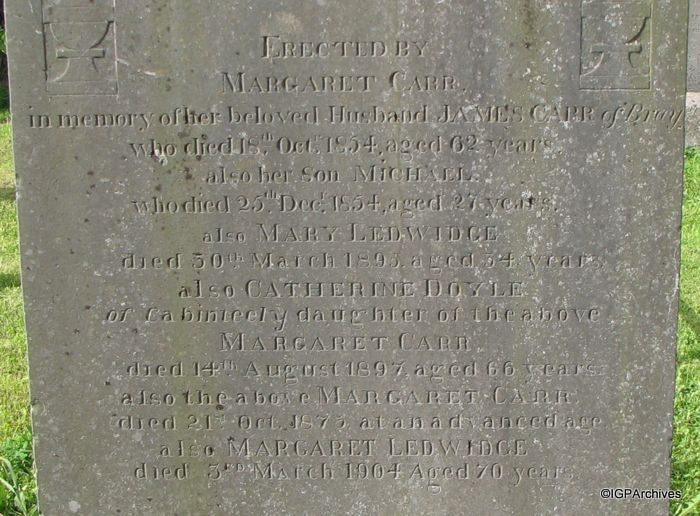 ERECTED BY
MARGARET CARR.
in memory of her beloved Husband JAMES CARR of Bray
who died 18th Octr. 1854, aged 62 years.
also her Son MICHAEL.
who died 25th Decr. 1854, aged 27 years.
also MARY LEDWIDGE
died 30th March 1895, aged 54 years.
also CATHERINE DOYLE
of Cabinteely daughter of the above
MARGARET CARR
died 14th August 1897, aged 66 years.
also the above MARGARET CARR
died 21st Oct. 1875, at an advanced age
also MARGARET LEDWIDGE
died 3rd March 1904 Aged 70 years.
©IGPArchives